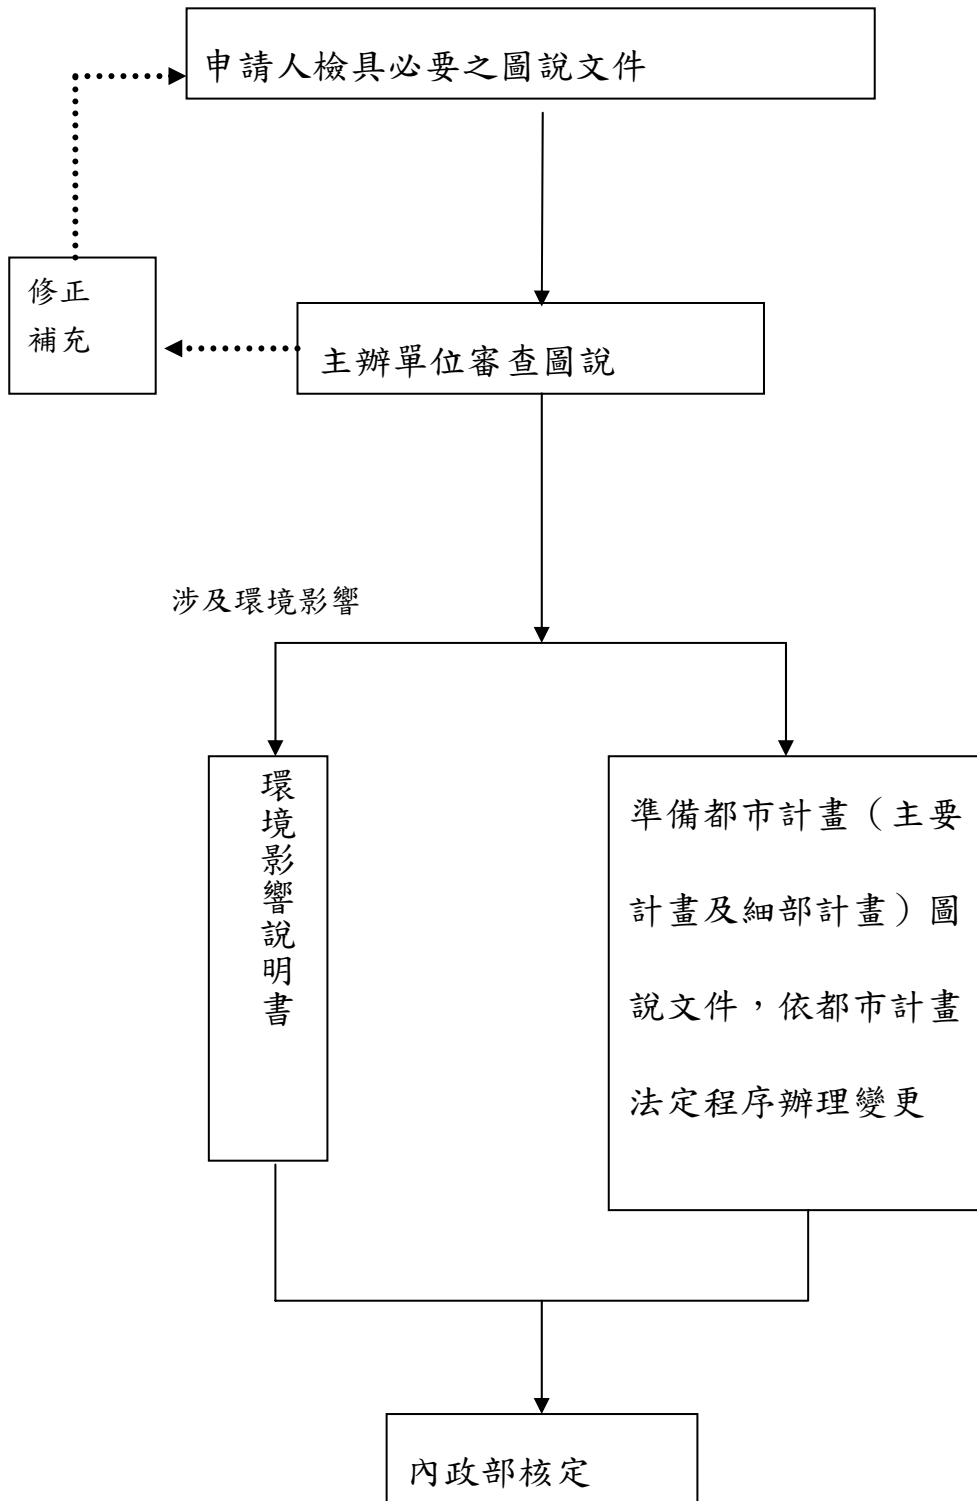 申請人檢具必要之圖說文件
修正
補充
主辦單位審查圖說
涉及環境影響
環境影響說明書
準備都市計畫（主要
計畫及細部計畫）圖
說文件，依都市計畫
法定程序辦理變更
內政部核定